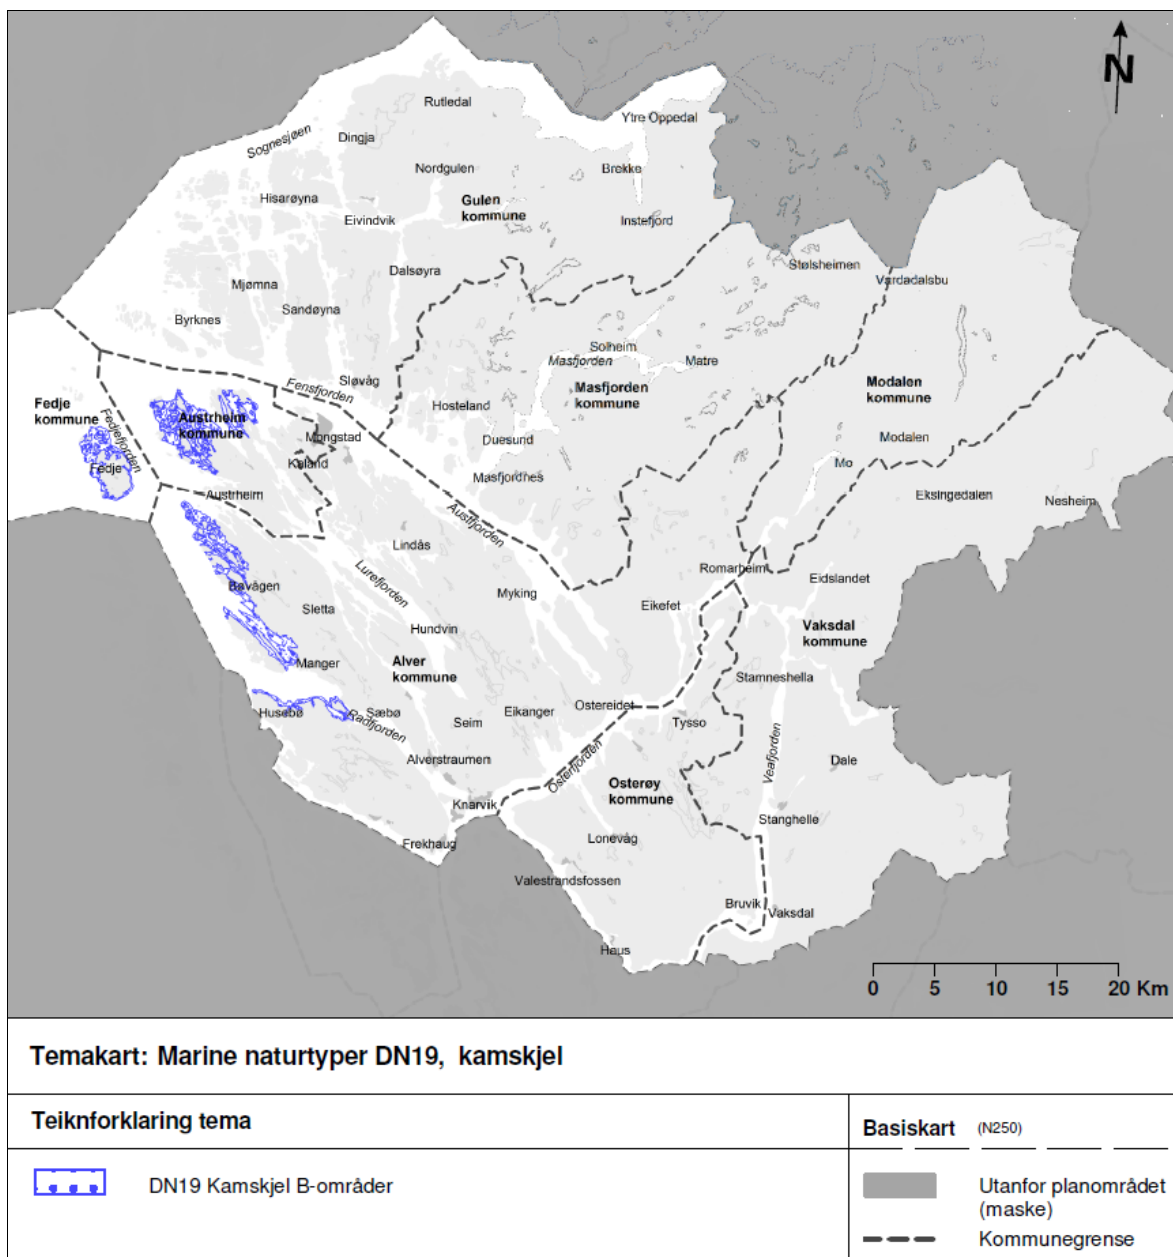 N
Rutledal
Ytre Oppedal
Sognesjøen
Dingja
Nordgulen
Brekke
Hisarøyna
Gulen
kommune
Eivindvik
Instefjord
Dalsøyra
Stølsheimen
Vardadalsbu
Mjømna
Sandøyna
Byrknes
Solheim
Masfjorden
Matre
Sløvåg
Fensfjorden
Masfjorden
kommune
Modalen
kommune
Fedje
kommune
Fedjefjorden
Austrheim
kommune
Hosteland
Mongstad
Duesund
Modalen
Kaland
Mo
Fedje
Masfjordnes
Austrheim
Eksingedalen
Nesheim
Austfjorden
Lindås
Romarheim
Eidslandet
Lurefjorden
Bøvågen
Myking
Sletta
Eikefet
Hundvin
Vaksdal
kommune
Manger
Alver
kommune
Stamneshella
Husebø
Sæbø
Radfjorden
Seim
Eikanger
Ostereidet
Tysso
Veafjorden
Alverstraumen
Osterfjorden
Dale
Osterøy
kommune
Knarvik
Stanghelle
Frekhaug
Lonevåg
Valestrandsfossen
Bruvik
Vaksdal
Haus
0 5 10 15 20 Km
Temakart: Marine naturtyper DN19, kamskjel
Teiknforklaring tema
Basiskart (N250)
DN19 Kamskjel B-områder
Utanfor planområdet
(maske)
Kommunegrense